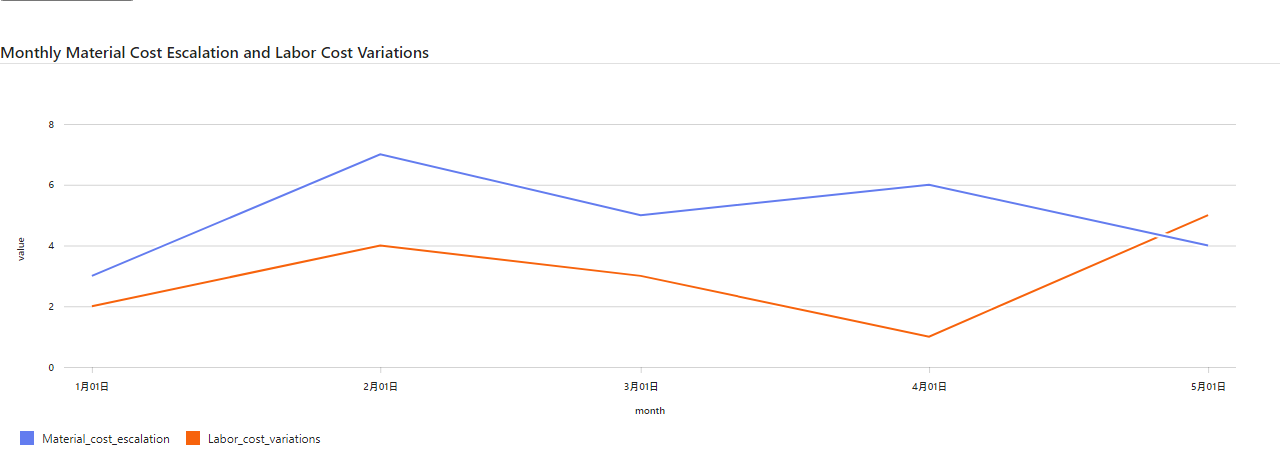 Monthly Material Cost Escalation and Labor Cost Variations
8
6
4
2
0
value
1月01日 2月01日 3月01日 4月01日 5月01日
month
Material_cost_escalation Labor_cost_variations